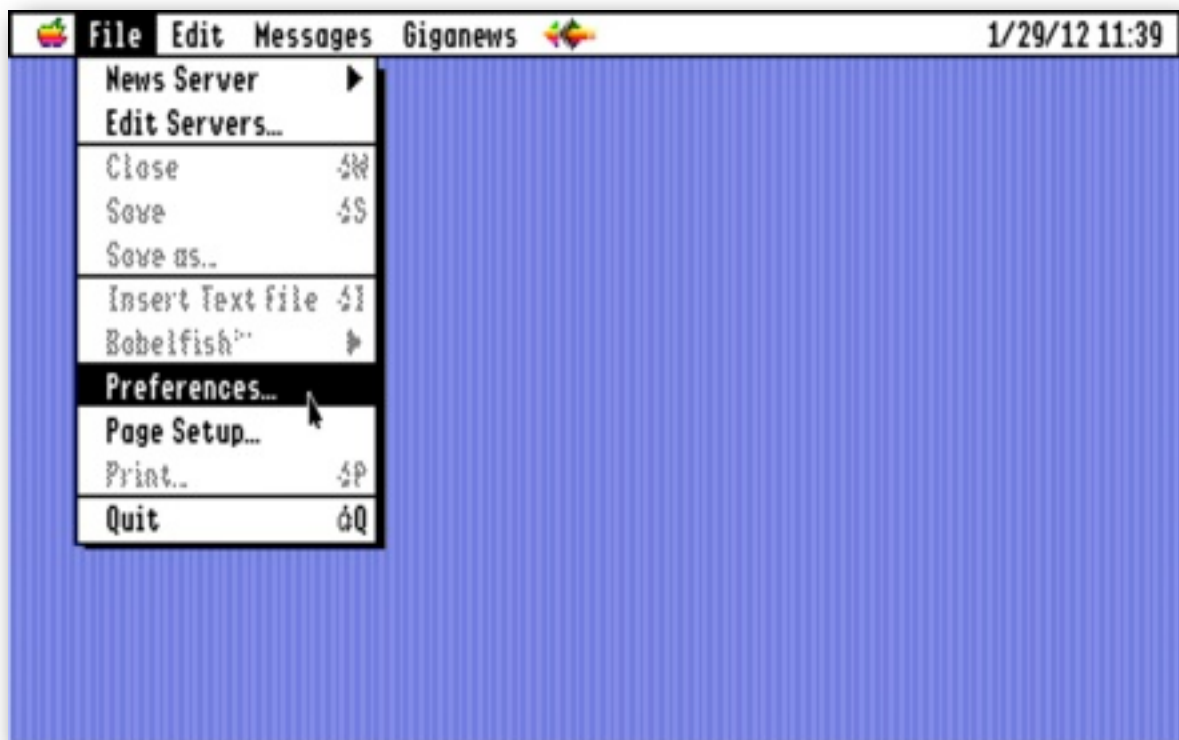 File Edit Messages Giganews 1/29/12 11:39
News Server
Edit Servers...
Close W
Save S
Save as...
Insert Text File I
Babelfish™
Preferences...
Page Setup...
Print... P
Quit Q